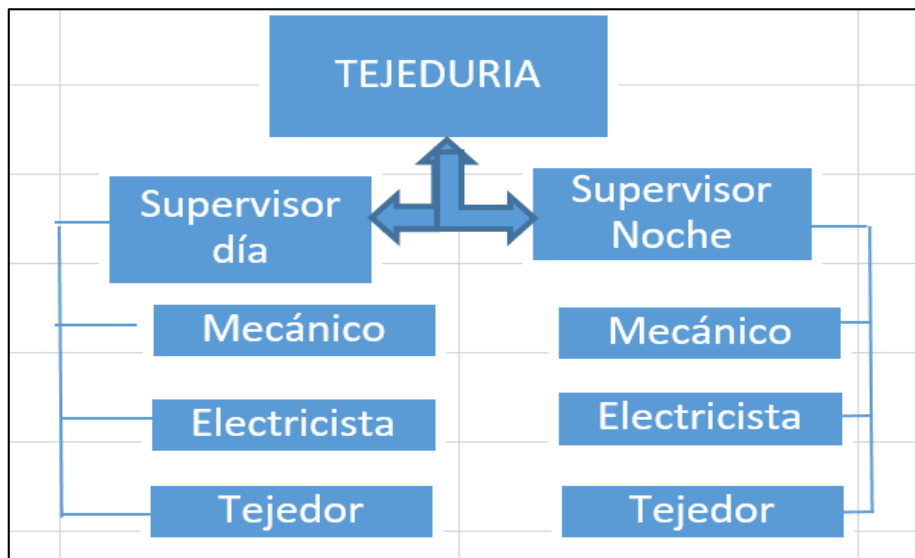 TEJEDURIA
Supervisor
día
Supervisor
Noche
Mecánico
Mecánico
Electricista
Electricista
Tejedor
Tejedor